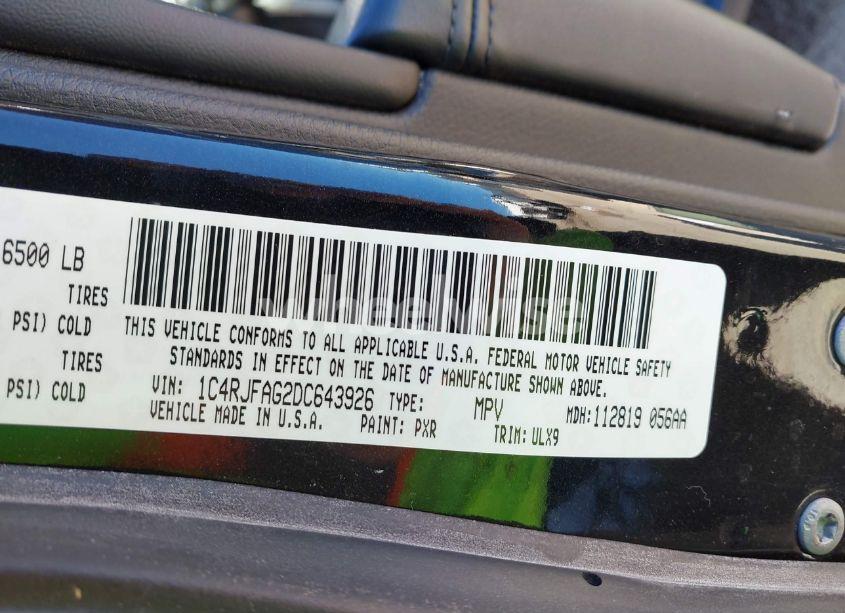 6500 LB
TIRES
PSI) COLD
TIRES
PSI) COLD
wheelwise
THIS VEHICLE CONFORMS TO ALL APPLICABLE U.S.A. FEDERAL MOTOR VEHICLE SAFETY
STANDARDS IN EFFECT ON THE DATE OF MANUFACTURE SHOWN ABOVE.
VIN: 1C4RJFAG2DC643926 TYPE: MPV MDH:112819 056AA
VEHICLE MADE IN U.S.A. PAINT: PXR TRIM: ULX9